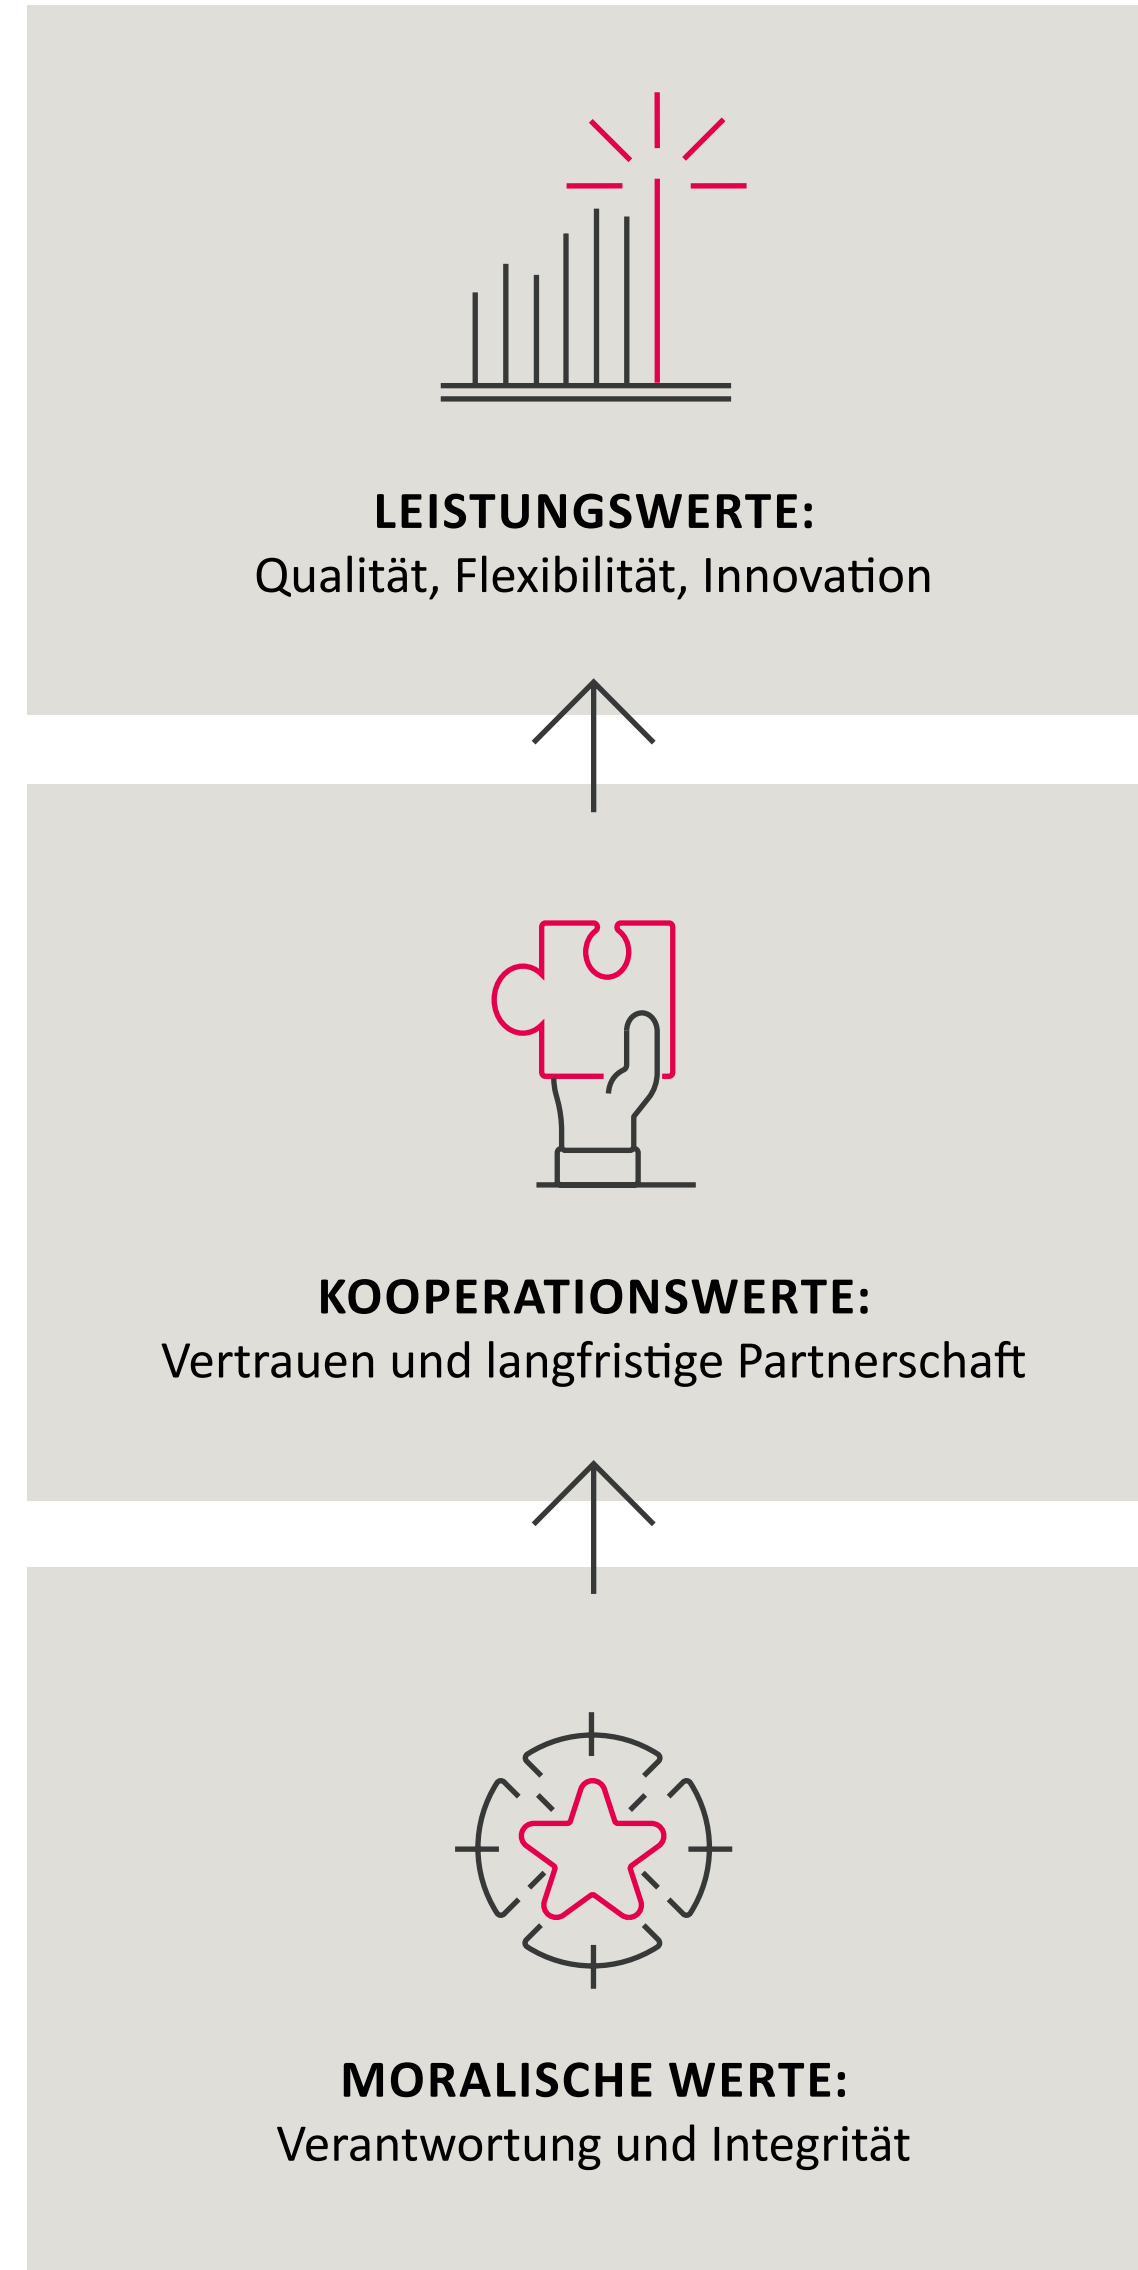 LEISTUNGSWERTE:
Qualität, Flexibilität, Innovation
KOOPERATIONSWERTE:
Vertrauen und langfristige Partnerschaft
MORALISCHE WERTE:
Verantwortung und Integrität